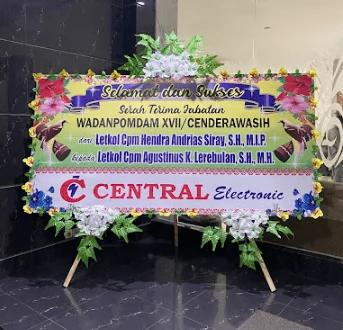 Selamat dan Sukses
Serah Terima Jabatan
WADANPOMDAM XVII/CENDERAWASIH
dari Letkol Cpm Hendra Andrias Siray, S.H., M.I.P.
kepada Letkol Cpm Agustinus K. Lerebulan, S.H., M.H.
CENTRAL Electronic